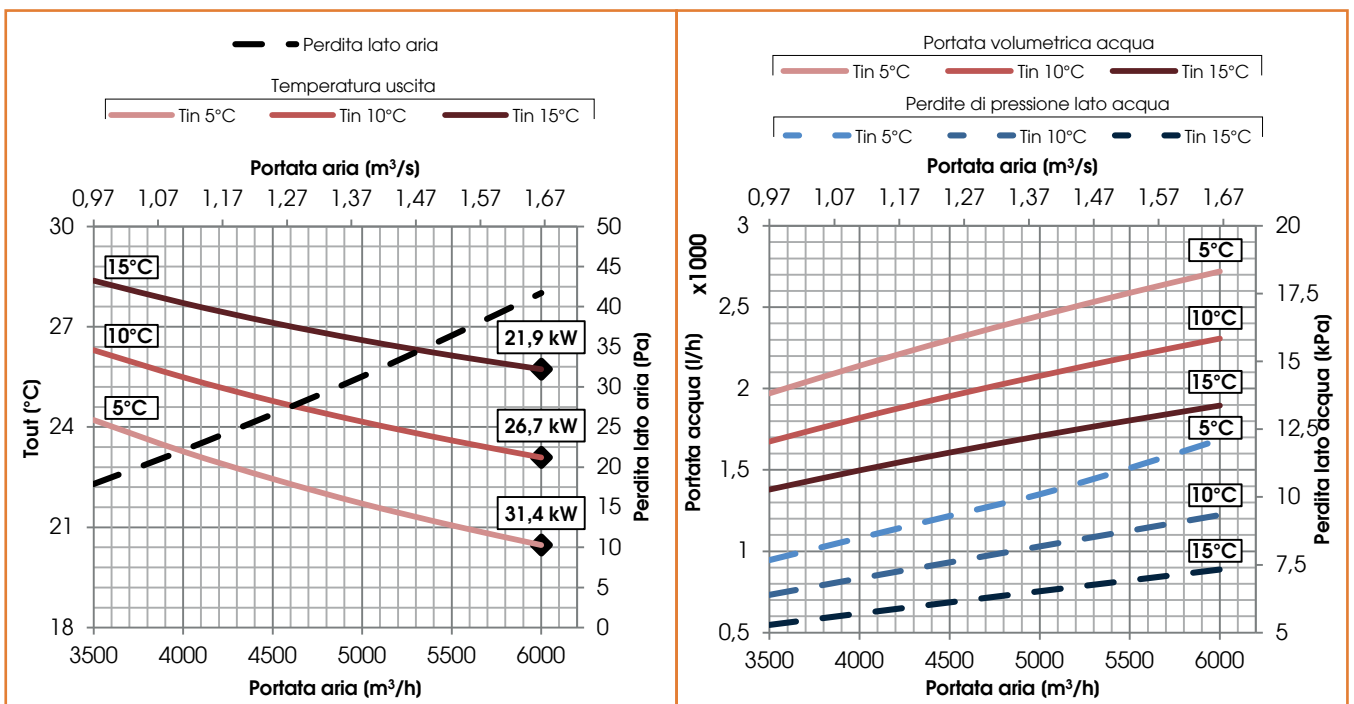 Perdita lato aria
Temperatura uscita
Tin 5°C Tin 10°C Tin 15°C
Portata aria (m³/s)
0,97 1,07 1,17 1,27 1,37 1,47 1,57 1,67
30 50
45
15°C
27 40
10°C 21,9 kW
35
30
5°C
24 25
26,7 kW
20
31,4 kW
15
21 10
5
18 0
3500 4000 4500 5000 5500 6000
Portata aria (m³/h)
Tout (°C)
Perdita lato aria (Pa)
Portata volumetrica acqua
Tin 5°C Tin 10°C Tin 15°C
Perdite di pressione lato acqua
Tin 5°C Tin 10°C Tin 15°C
Portata aria (m³/s)
0,97 1,07 1,17 1,27 1,37 1,47 1,57 1,67
3 20
x1000
5°C
2,5 17,5
10°C
15
2 15°C
5°C 12,5
1,5
10°C 10
1 15°C
7,5
0,5 5
3500 4000 4500 5000 5500 6000
Portata aria (m³/h)
Portata acqua (l/h)
Perdita lato acqua (kPa)